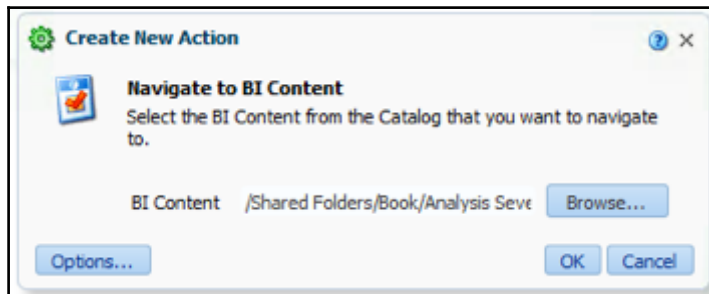 Create New Action
Navigate to BI Content
Select the BI Content from the Catalog that you want to navigate
to.
BI Content /Shared Folders/Book/Analysis Seve Browse...
Options... OK Cancel